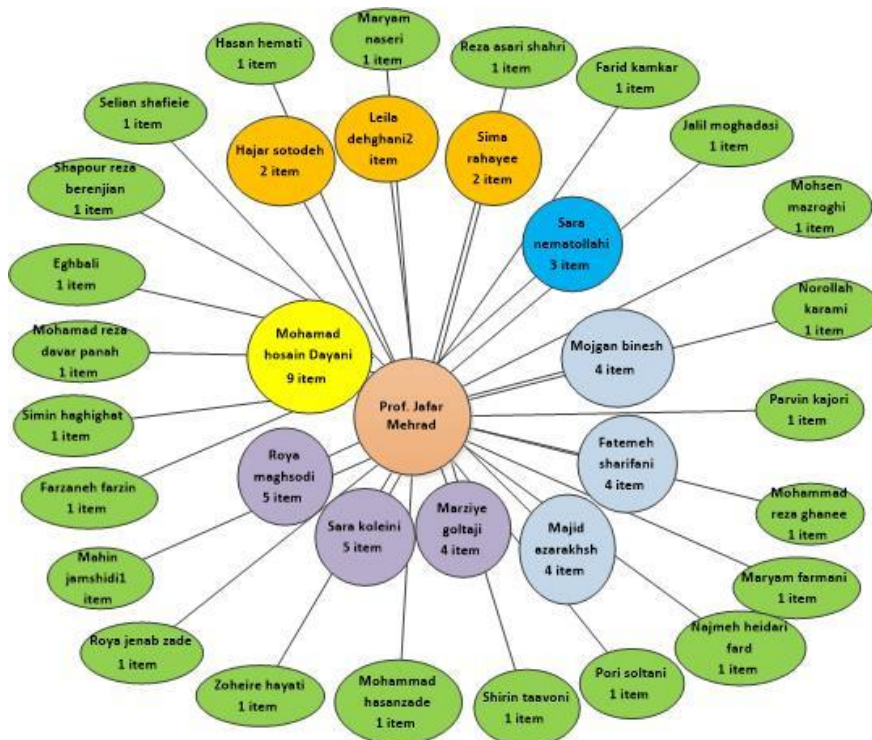 Maryam
naseri
1 item
Hasan hemati
1 item
Reza asari shahri
1 item
Farid kamkar
1 item
Selian shafieie
1 item
Leila
dehghani2
item
Hajar sotodeh
2 item
Sima
rahayee
2 item
Jalil moghadasi
1 item
Shapour reza
berenjian
1 item
Mohsen
mazroghi
1 item
Sara
nematollahi
3 item
Eghbali
1 item
Norollah
karami
1 item
Mohamad reza
davar panah
1 item
Mohamad
hosain Dayani
9 item
Mojgan binesh
4 item
Prof. Jafar
Mehrad
Parvin kajori
1 item
Simin haghighat
1 item
Roya
maghsodi
5 item
Fatemeh
sharifani
4 item
Farzaneh farzin
1 item
Mohammad
reza ghanee
1 item
Sara koleini
5 item
Marziye
goltaji
4 item
Majid
azarakhsh
4 item
Mahin
jamshidi1
item
Maryam farmani
1 item
Roya jenab zade
1 item
Najmeh heidari
fard
1 item
Zoheire hayati
1 item
Mohammad
hasanzade
1 item
Shirin taavoni
1 item
Pori soltani
1 item